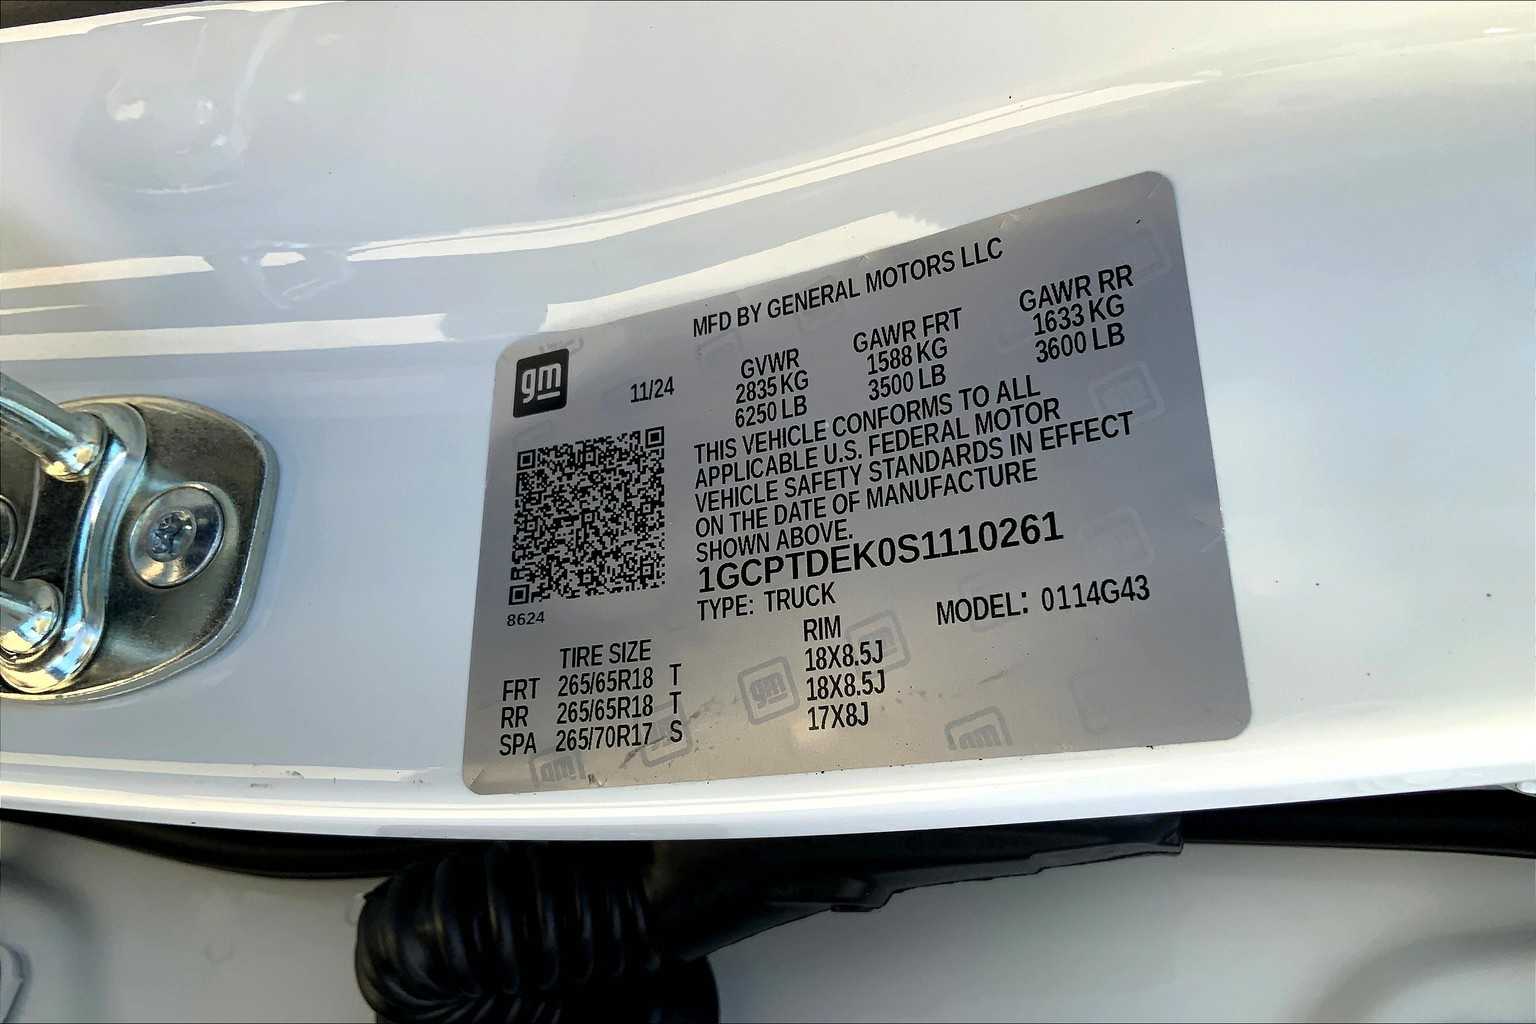 MFD BY GENERAL MOTORS LLC
gm
11/24
GVWR
2835 KG
6250 LB
GAWR FRT
1588 KG
3500 LB
GAWR RR
1633 KG
3600 LB
THIS VEHICLE CONFORMS TO ALL
APPLICABLE U.S. FEDERAL MOTOR
VEHICLE SAFETY STANDARDS IN EFFECT
ON THE DATE OF MANUFACTURE
SHOWN ABOVE.
1GCPTDEK0S1110261
TYPE: TRUCK
MODEL: 0114G43
8624
TIRE SIZE RIM
FRT 265/65R18 T 18X8.5J
RR 265/65R18 T 18X8.5J
SPA 265/70R17 S 17X8J